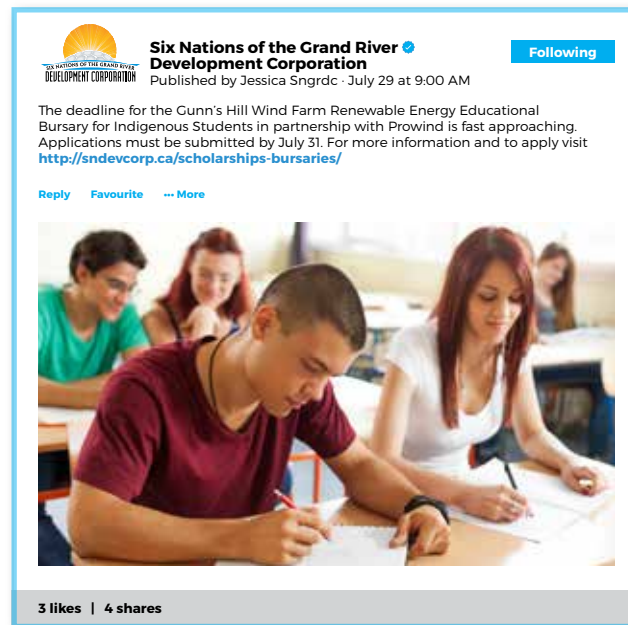 SIX NATIONS OF THE GRAND RIVER
DEVELOPMENT CORPORATION
Six Nations of the Grand River
Development Corporation
Following
Published by Jessica Sngrdc · July 29 at 9:00 AM
The deadline for the Gunn's Hill Wind Farm Renewable Energy Educational
Bursary for Indigenous Students in partnership with Prowind is fast approaching.
Applications must be submitted by July 31. For more information and to apply visit
http://sndevcorp.ca/scholarships-bursaries/
Reply Favourite ••• More
3 likes | 4 shares